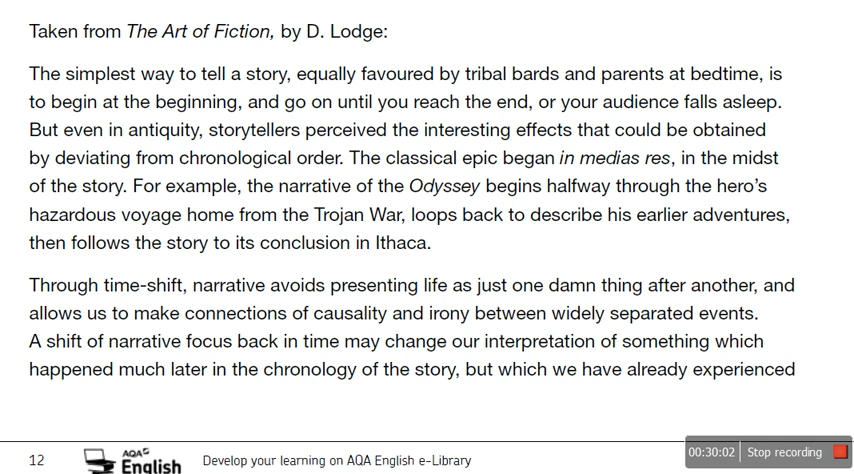 Taken from The Art of Fiction, by D. Lodge:
The simplest way to tell a story, equally favoured by tribal bards and parents at bedtime, is
to begin at the beginning, and go on until you reach the end, or your audience falls asleep.
But even in antiquity, storytellers perceived the interesting effects that could be obtained
by deviating from chronological order. The classical epic began in medias res, in the midst
of the story. For example, the narrative of the Odyssey begins halfway through the hero’s
hazardous voyage home from the Trojan War, loops back to describe his earlier adventures,
then follows the story to its conclusion in Ithaca.
Through time-shift, narrative avoids presenting life as just one damn thing after another, and
allows us to make connections of causality and irony between widely separated events.
A shift of narrative focus back in time may change our interpretation of something which
happened much later in the chronology of the story, but which we have already experienced
12
AQA
English
Develop your learning on AQA English e-Library
00:30:02
Stop recording